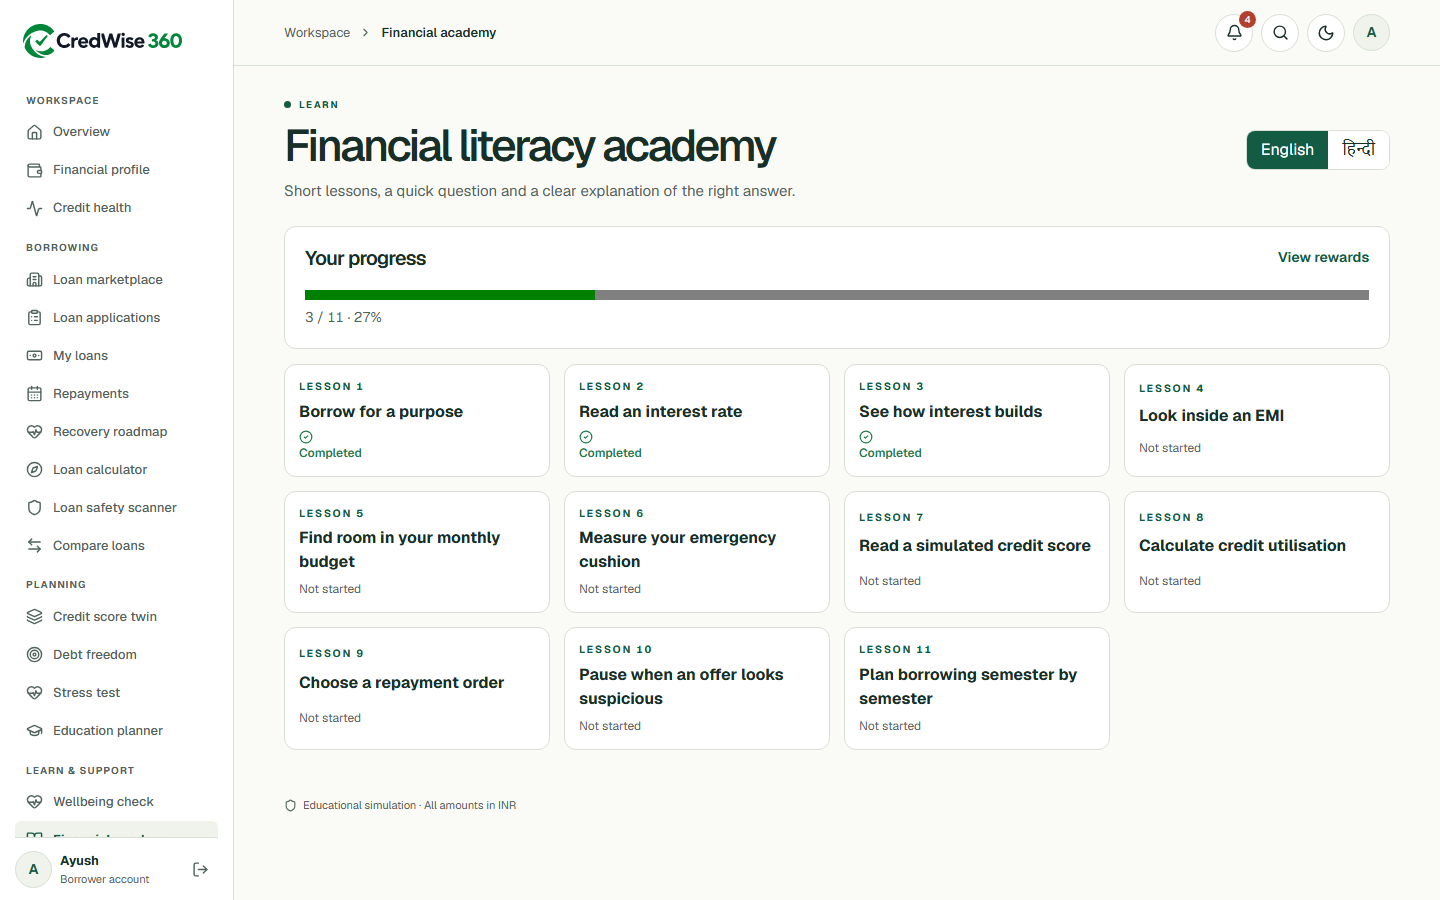 CredWise 360
WORKSPACE
Overview
Financial profile
Credit health
BORROWING
Loan marketplace
Loan applications
My loans
Repayments
Recovery roadmap
Loan calculator
Loan safety scanner
Compare loans
PLANNING
Credit score twin
Debt freedom
Stress test
Education planner
LEARN & SUPPORT
Wellbeing check
A
Ayush
Borrower account
Workspace > Financial academy
4
A
LEARN
Financial literacy academy
Short lessons, a quick question and a clear explanation of the right answer.
English
हिन्दी
Your progress
View rewards
3 / 11 · 27%
LESSON 1
Borrow for a purpose
Completed
LESSON 2
Read an interest rate
Completed
LESSON 3
See how interest builds
Completed
LESSON 4
Look inside an EMI
Not started
LESSON 5
Find room in your monthly
budget
Not started
LESSON 6
Measure your emergency
cushion
Not started
LESSON 7
Read a simulated credit score
Not started
LESSON 8
Calculate credit utilisation
Not started
LESSON 9
Choose a repayment order
Not started
LESSON 10
Pause when an offer looks
suspicious
Not started
LESSON 11
Plan borrowing semester by
semester
Not started
Educational simulation · All amounts in INR